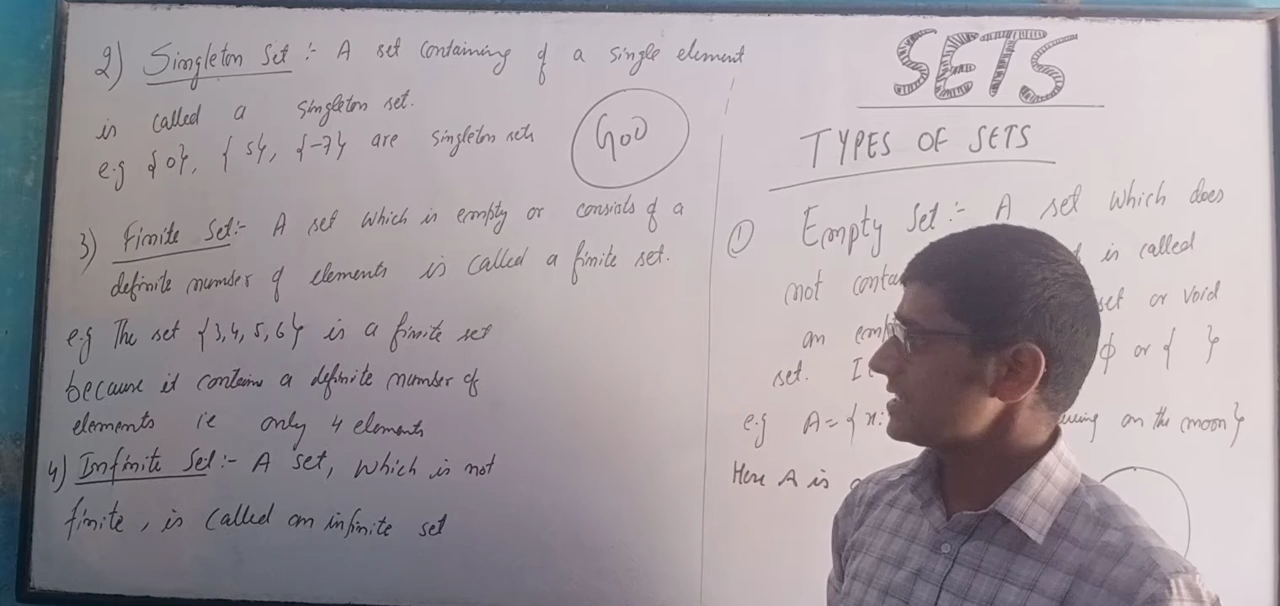 2) Singleton Set :- A set containing of a single element
is called a singleton set.
e.g {0}, {5}, {-7} are singleton sets
GOD
3) Finite Set:- A set which is empty or consists of a
definite number of elements is called a finite set.
e.g The set {3,4,5,6} is a finite set
because it contains a definite number of
elements ie only 4 elements
4) Infinite Set:- A set, which is not
finite, is called an infinite set
SETS
TYPES OF SETS
① Empty Set:- A set which does
not conta is called
an set or void
set. ϕ or { }
e.g A={x: on the moon}
Here A is